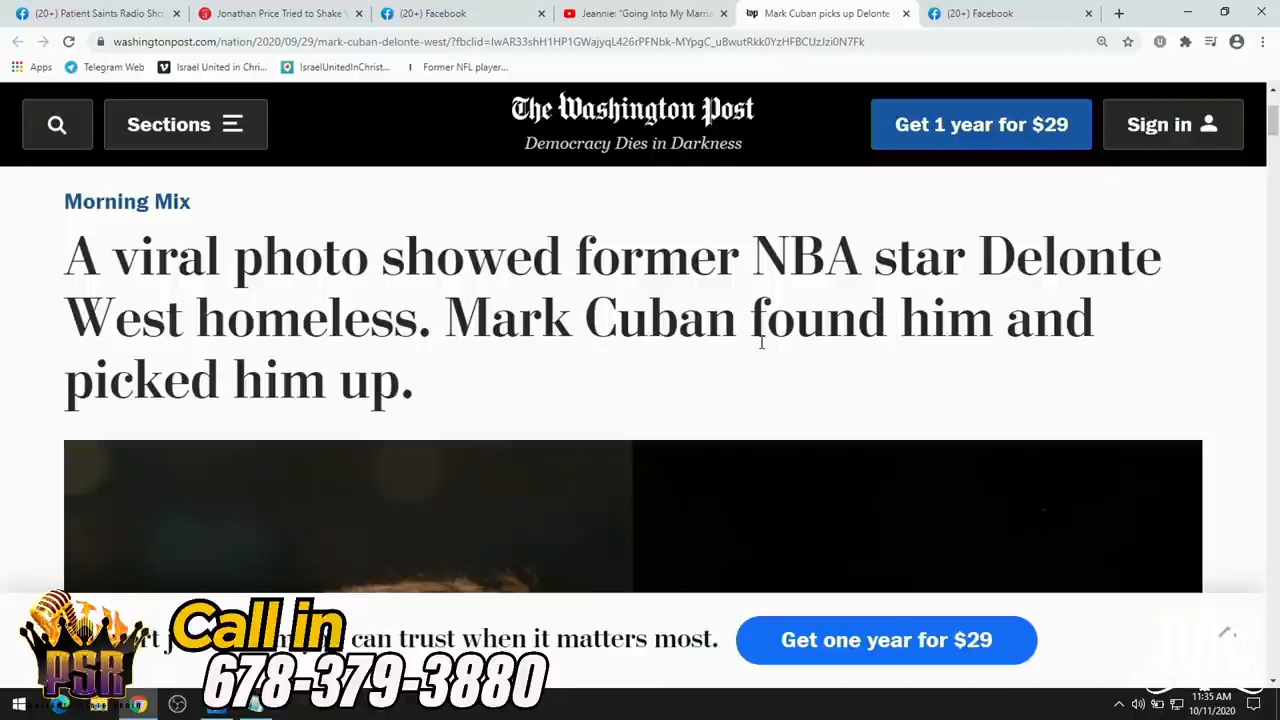 (20+) Patient Saints Radio Sho
Jonathan Price Tried to Shake
(20+) Facebook
Jeannie: "Going Into My Marria
Mark Cuban picks up Delonte
(20+) Facebook
washingtonpost.com/nation/2020/09/29/mark-cuban-delonte-west/?fbclid=IwAR33shH1HP1GWajyqL426rPFNbk-MYpgC_uBwutRkk0YzHFBCUzJzi0N7Fk
Apps
Telegram Web
Israel United in Chri...
IsraelUnitedInChrist...
Former NFL player...
Sections
The Washington Post
Democracy Dies in Darkness
Get 1 year for $29
Sign in
Morning Mix
A viral photo showed former NBA star Delonte
West homeless. Mark Cuban found him and
picked him up.
can trust when it matters most.
Get one year for $29
PSR
Call in
678-379-3880
11:35 AM
10/11/2020